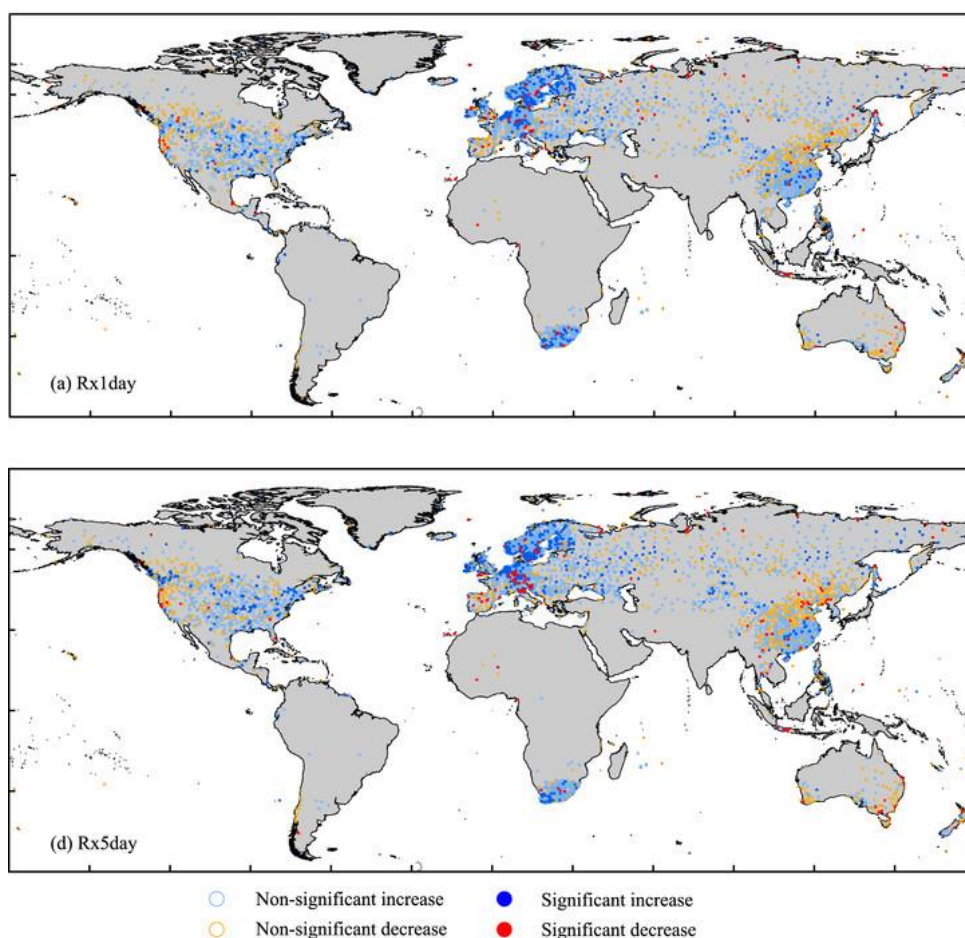 (a) Rx1day
(d) Rx5day
Non-significant increase
Significant increase
Non-significant decrease
Significant decrease